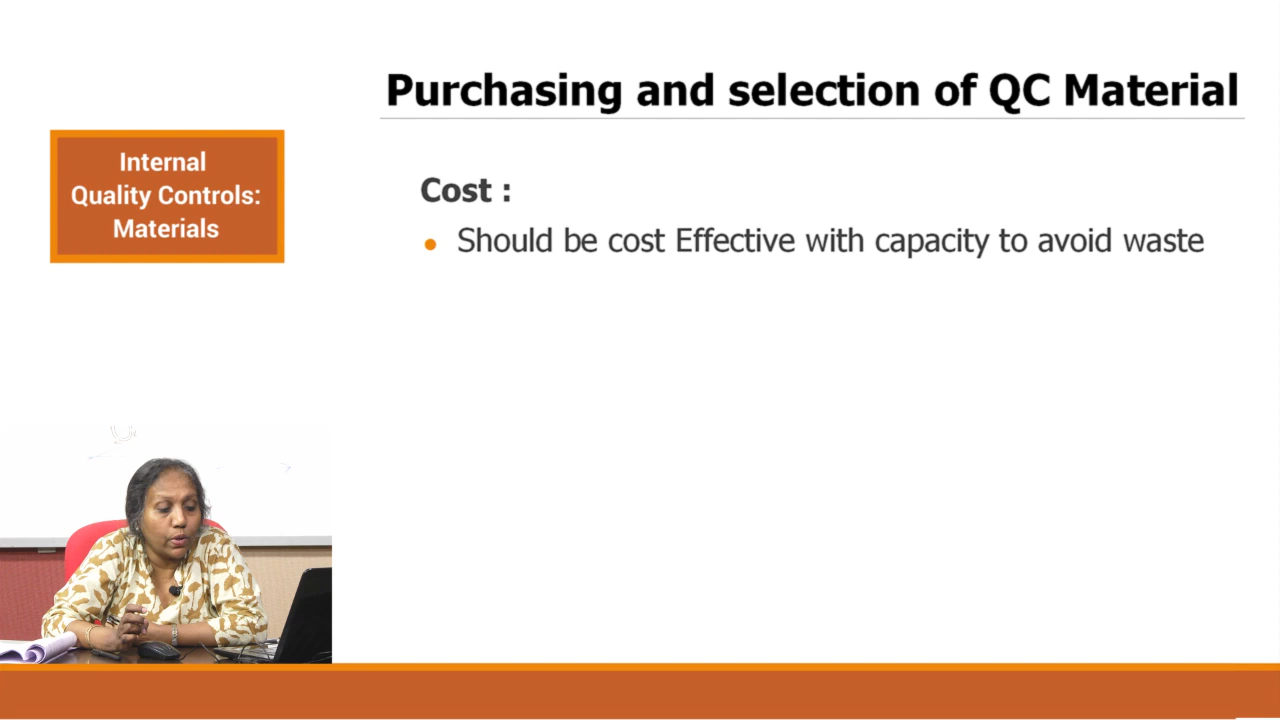 Purchasing and selection of QC Material
Internal
Quality Controls:
Materials
Cost :
Should be cost Effective with capacity to avoid waste